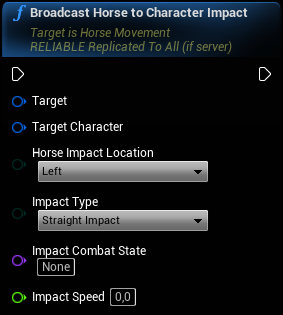 f Broadcast Horse to Character Impact
Target is Horse Movement
RELIABLE Replicated To All (if server)
Target
Target Character
Horse Impact Location
Left
Impact Type
Straight Impact
Impact Combat State
None
Impact Speed 0,0